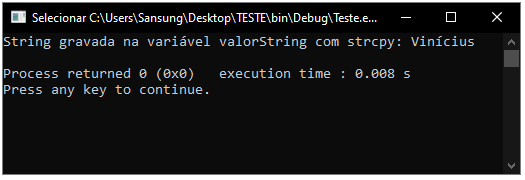 Selecionar C:\Users\Sansung\Desktop\TESTE\bin\Debug\Teste.e...
String gravada na variável valorString com strcpy: Vinícius
Process returned 0 (0x0)   execution time : 0.008 s
Press any key to continue.